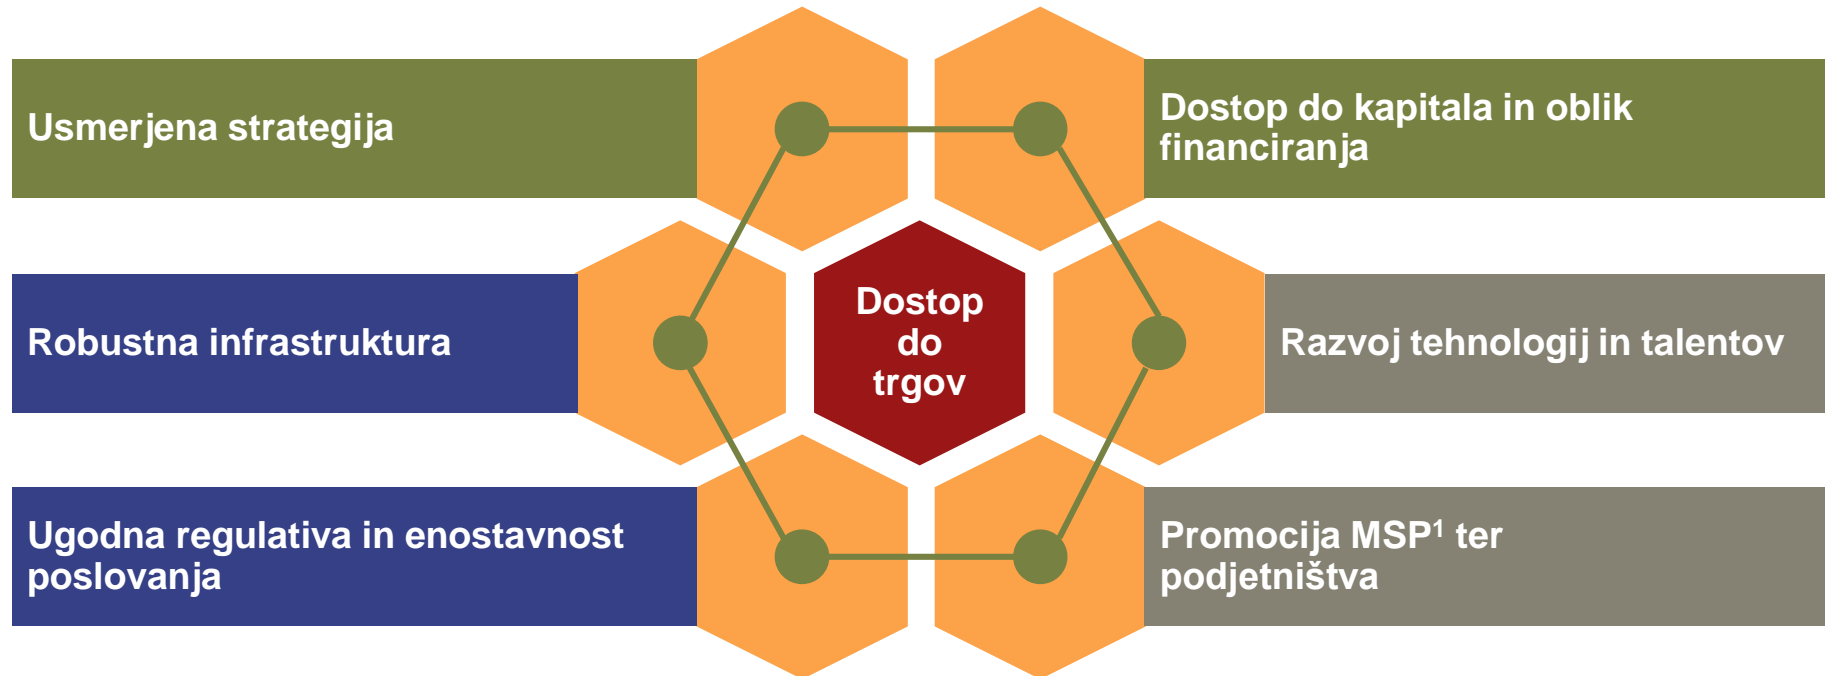 Usmerjena strategija
Dostop do kapitala in oblik
financiranja
Robustna infrastruktura
Dostop
do
trgov
Razvoj tehnologij in talentov
Ugodna regulativa in enostavnost
poslovanja
Promocija MSP¹ ter
podjetništva